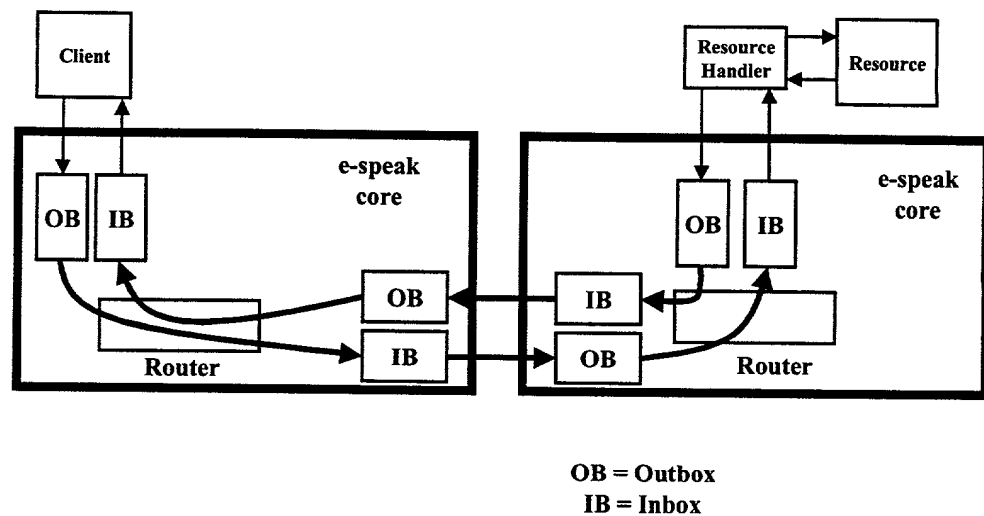 Client
Resource
Handler
Resource
e-speak
core
OB
IB
OB
IB
Router
e-speak
core
OB
IB
IB
OB
Router
OB = Outbox
IB = Inbox